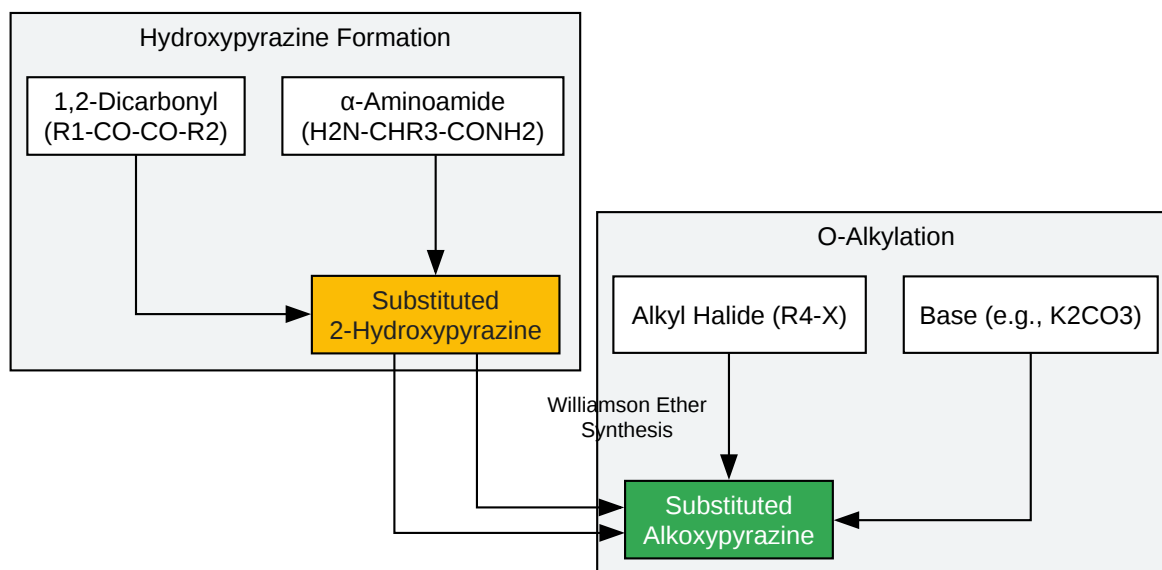 Hydroxypyrazine Formation
1,2-Dicarbonyl
(R1-CO-CO-R2)
α-Aminoamide
(H2N-CHR3-CONH2)
Substituted
2-Hydroxypyrazine
O-Alkylation
Alkyl Halide (R4-X)
Base (e.g., K2CO3)
Williamson Ether
Synthesis
Substituted
Alkoxypyrazine